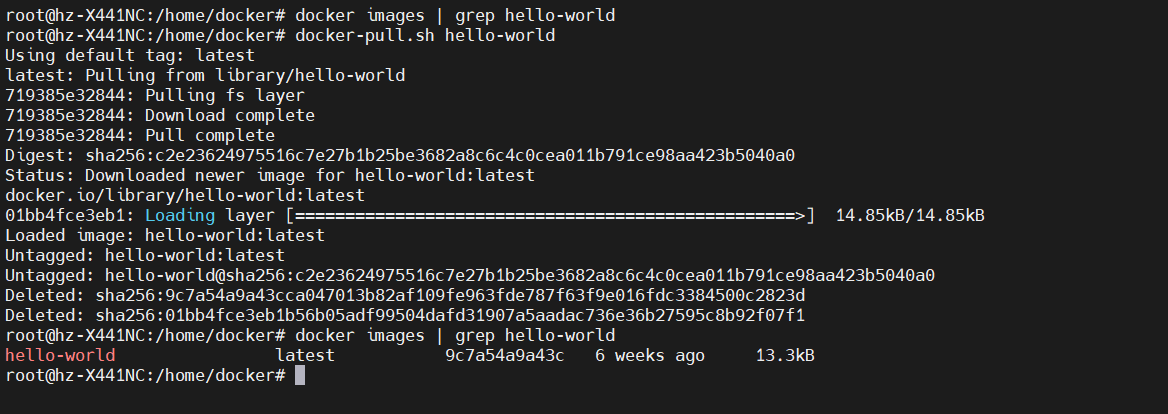 root@hz-X441NC:/home/docker# docker images | grep hello-world
root@hz-X441NC:/home/docker# docker-pull.sh hello-world
Using default tag: latest
latest: Pulling from library/hello-world
719385e32844: Pulling fs layer
719385e32844: Download complete
719385e32844: Pull complete
Digest: sha256:c2e23624975516c7e27b1b25be3682a8c6c4c0cea011b791ce98aa423b5040a0
Status: Downloaded newer image for hello-world:latest
docker.io/library/hello-world:latest
01bb4fce3eb1: Loading layer [==================================================>]  14.85kB/14.85kB
Loaded image: hello-world:latest
Untagged: hello-world:latest
Untagged: hello-world@sha256:c2e23624975516c7e27b1b25be3682a8c6c4c0cea011b791ce98aa423b5040a0
Deleted: sha256:9c7a54a9a43cca047013b82af109fe963fde787f63f9e016fdc3384500c2823d
Deleted: sha256:01bb4fce3eb1b56b05adf99504dafd31907a5aadac736e36b27595c8b92f07f1
root@hz-X441NC:/home/docker# docker images | grep hello-world
hello-world                latest           9c7a54a9a43c   6 weeks ago     13.3kB
root@hz-X441NC:/home/docker#